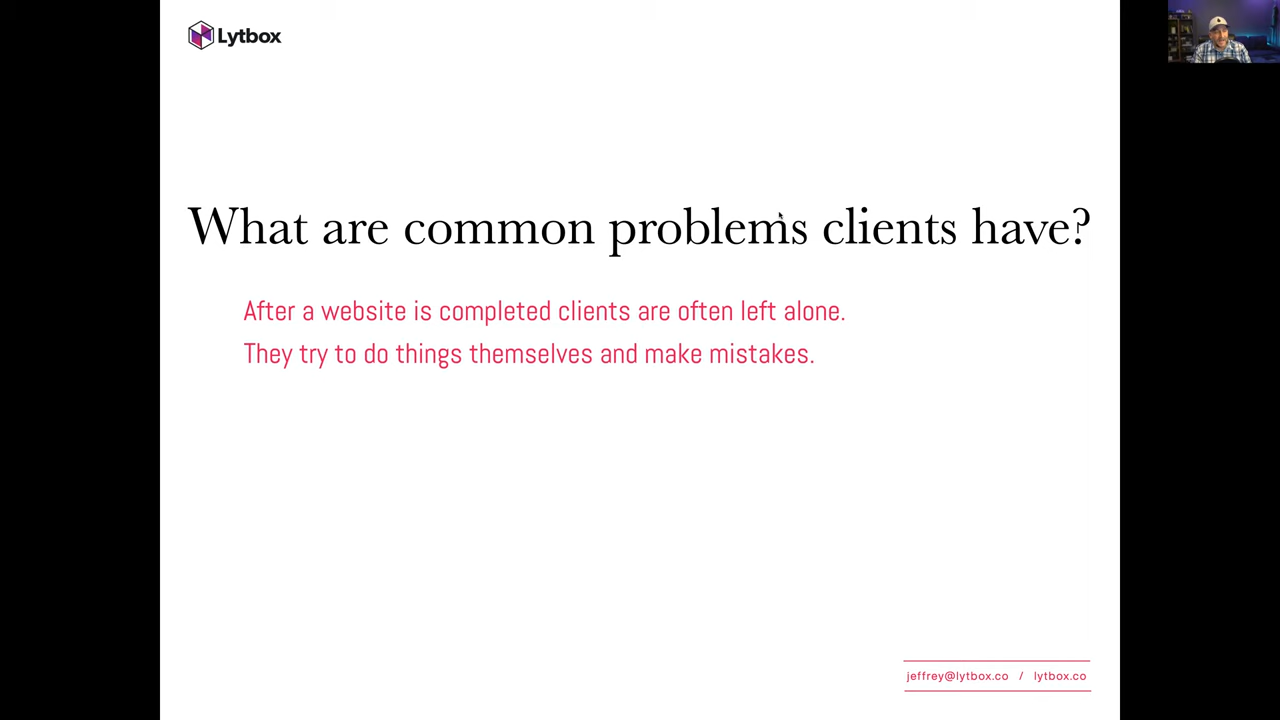 Lytbox
What are common problems clients have?
After a website is completed clients are often left alone.
They try to do things themselves and make mistakes.
jeffrey@lytbox.co / lytbox.co